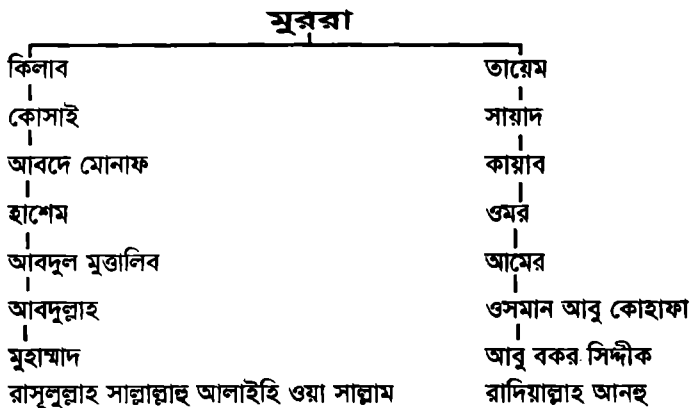 মুররা
কিলাব তায়েম
কোসাই সায়াদ
আবদে মোনাফ কায়াব
হাশেম ওমর
আবদুল মুত্তালিব আমের
আবদুল্লাহ ওসমান আবু কোহাফা
মুহাম্মাদ আবু বকর সিদ্দীক
রাসূলুল্লাহ সাল্লাল্লাহু আলাইহি ওয়া সাল্লাম রাদিয়াল্লাহ আনহু